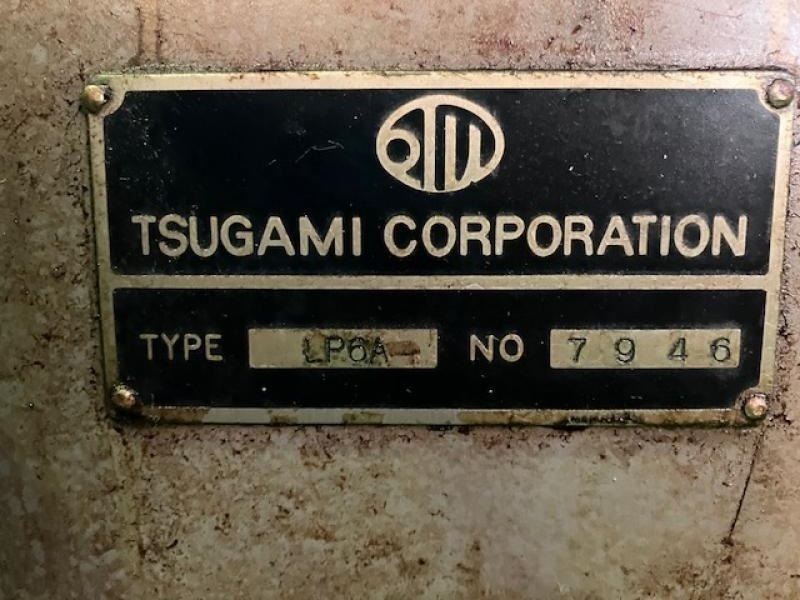 TSUGAMI CORPORATION
TYPE LP6A NO 7946